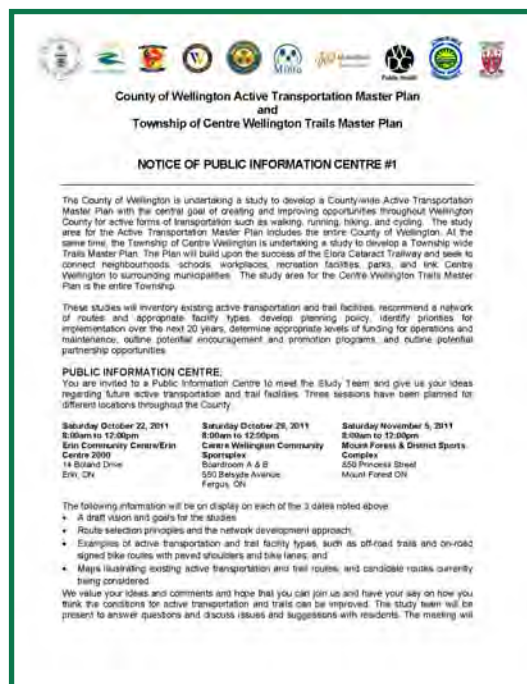 Minto
Public Health
County of Wellington Active Transportation Master Plan
and
Township of Centre Wellington Trails Master Plan
NOTICE OF PUBLIC INFORMATION CENTRE #1
The County of Wellington is undertaking a study to develop a County-wide Active Transportation
Master Plan with the central goal of creating and improving opportunities throughout Wellington
County for active forms of transportation such as walking, running, hiking, and cycling. The study
area for the Active Transportation Master Plan includes the entire County of Wellington. At the
same time, the Township of Centre Wellington is undertaking a study to develop a Township wide
Trails Master Plan. The Plan will build upon the success of the Elora Cataract Trailway and seek to
connect neighbourhoods, schools, workplaces, recreation facilities, parks, and link Centre
Wellington to surrounding municipalities. The study area for the Centre Wellington Trails Master
Plan is the entire Township.
These studies will inventory existing active transportation and trail facilities, recommend a network
of routes and appropriate facility types, develop planning policy, identify priorities for
implementation over the next 20 years, determine appropriate levels of funding for operations and
maintenance, outline potential encouragement and promotion programs, and outline potential
partnership opportunities.
PUBLIC INFORMATION CENTRE:
You are invited to a Public Information Centre to meet the Study Team and give us your ideas
regarding future active transportation and trail facilities. Three sessions have been planned for
different locations throughout the County.
Saturday October 22, 2011 Saturday October 29, 2011 Saturday November 5, 2011
8:00am to 12:00pm 8:00am to 12:00pm 8:00am to 12:00pm
Erin Community Centre/Erin Centre Wellington Community Mount Forest & District Sports
Centre 2000 Sportsplex Complex
14 Boland Drive Boardroom A & B 850 Princess Street
Erin, ON 550 Belsyde Avenue Mount Forest ON
Fergus, ON
The following information will be on display on each of the 3 dates noted above:
• A draft vision and goals for the studies
• Route selection principles and the network development approach;
• Examples of active transportation and trail facility types, such as off-road trails and on-road
signed bike routes with paved shoulders and bike lanes; and
• Maps illustrating existing active transportation and trail routes, and candidate routes currently
being considered.
We value your ideas and comments and hope that you can join us and have your say on how you
think the conditions for active transportation and trails can be improved. The study team will be
present to answer questions and discuss issues and suggestions with residents. The meeting will